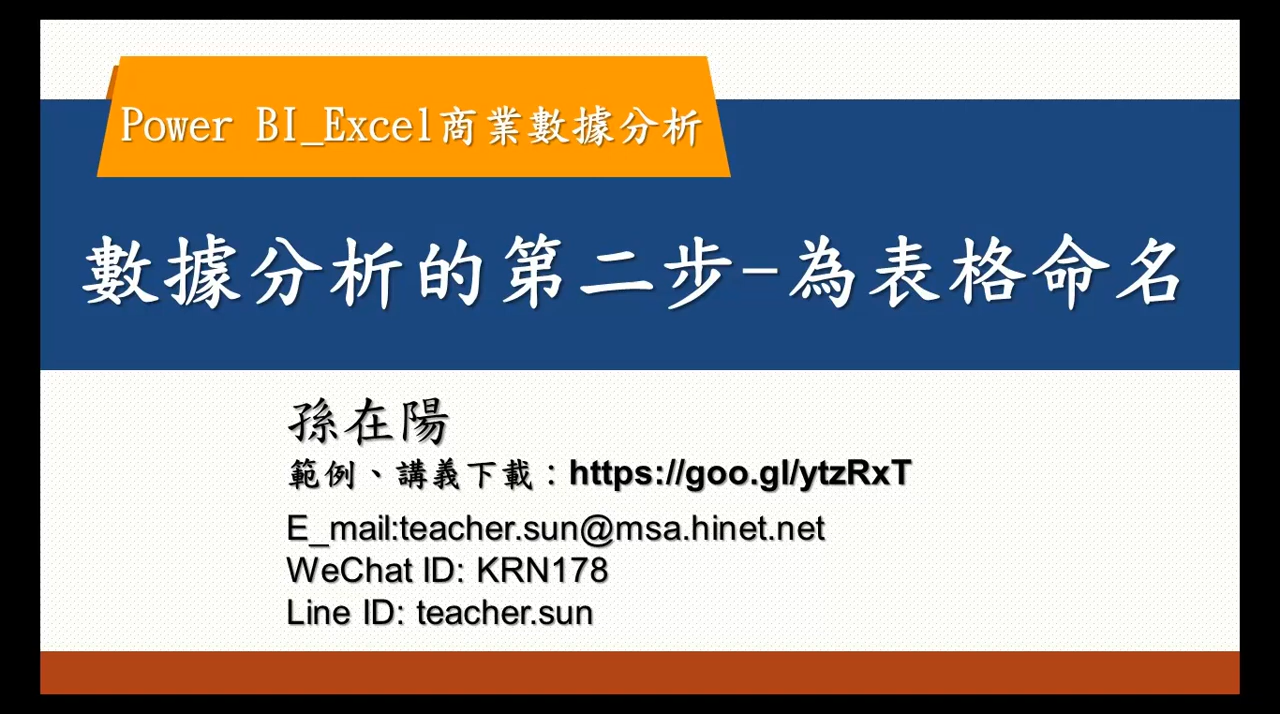 Power BI_Excel商業數據分析
數據分析的第二步-為表格命名
孫在陽
範例、講義下載：https://goo.gl/ytzRxT
E_mail:teacher.sun@msa.hinet.net
WeChat ID: KRN178
Line ID: teacher.sun